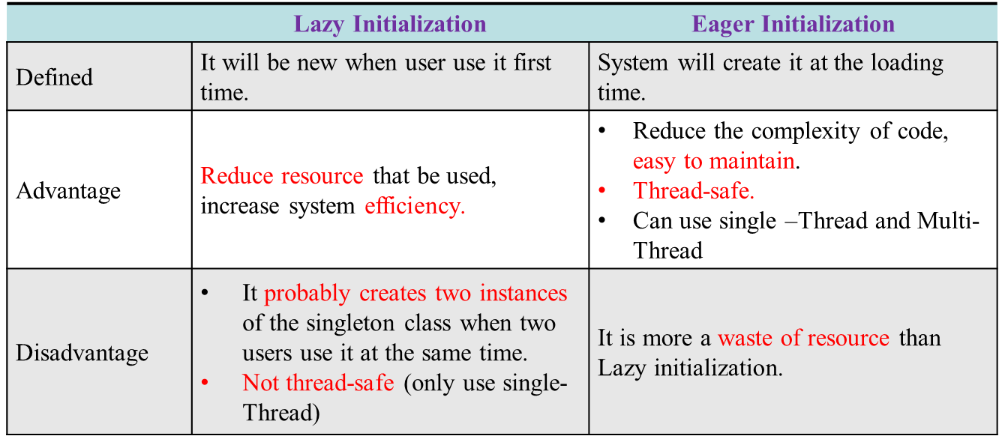 Lazy Initialization
Eager Initialization
Defined
It will be new when user use it first
time.
System will create it at the loading
time.
Advantage
Reduce resource that be used,
increase system efficiency.
• Reduce the complexity of code,
easy to maintain.
• Thread-safe.
• Can use single –Thread and Multi-
Thread
Disadvantage
• It probably creates two instances
of the singleton class when two
users use it at the same time.
• Not thread-safe (only use single-
Thread)
It is more a waste of resource than
Lazy initialization.